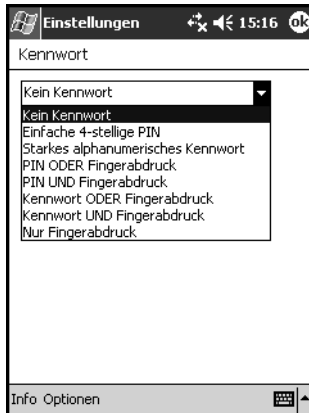 Einstellungen 15:16 ok
Kennwort
Kein Kennwort
Kein Kennwort
Einfache 4-stellige PIN
Starkes alphanumerisches Kennwort
PIN ODER Fingerabdruck
PIN UND Fingerabdruck
Kennwort ODER Fingerabdruck
Kennwort UND Fingerabdruck
Nur Fingerabdruck
Info Optionen